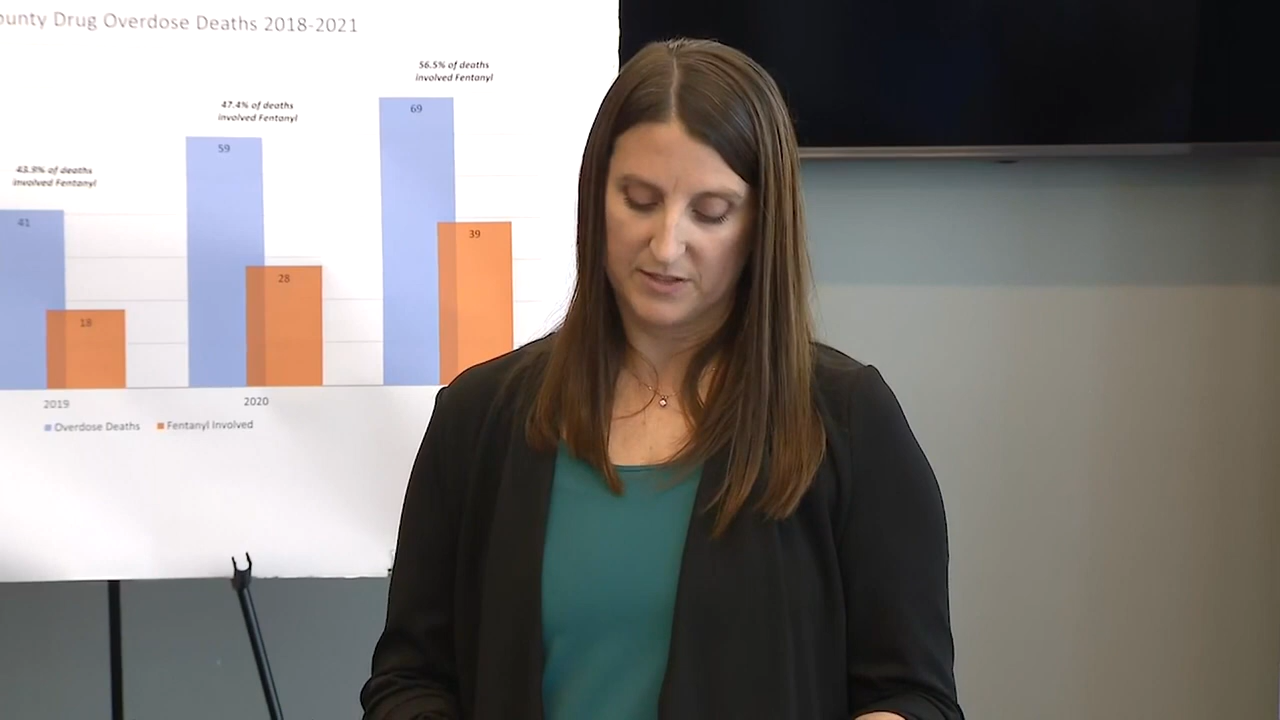 ounty Drug Overdose Deaths 2018-2021
56.5% of deaths
involved Fentanyl
47.4% of deaths
involved Fentanyl
43.9% of deaths
involved Fentanyl
69
59
41
39
28
18
2019
2020
Overdose Deaths
Fentanyl Involved